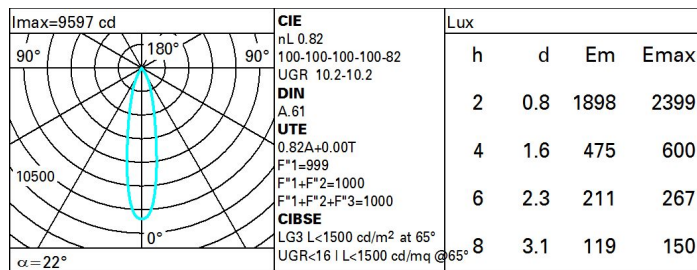 Imax=9597 cd
90°
180°
90°
10500
0°
α=22°
CIE
nL 0.82
100-100-100-100-82
UGR 10.2-10.2
DIN
A.61
UTE
0.82A+0.00T
F"1=999
F"1+F"2=1000
F"1+F"2+F"3=1000
CIBSE
LG3 L<1500 cd/m² at 65°
UGR<16 | L<1500 cd/mq @65°
Lux
h d Em Emax
2 0.8 1898 2399
4 1.6 475 600
6 2.3 211 267
8 3.1 119 150